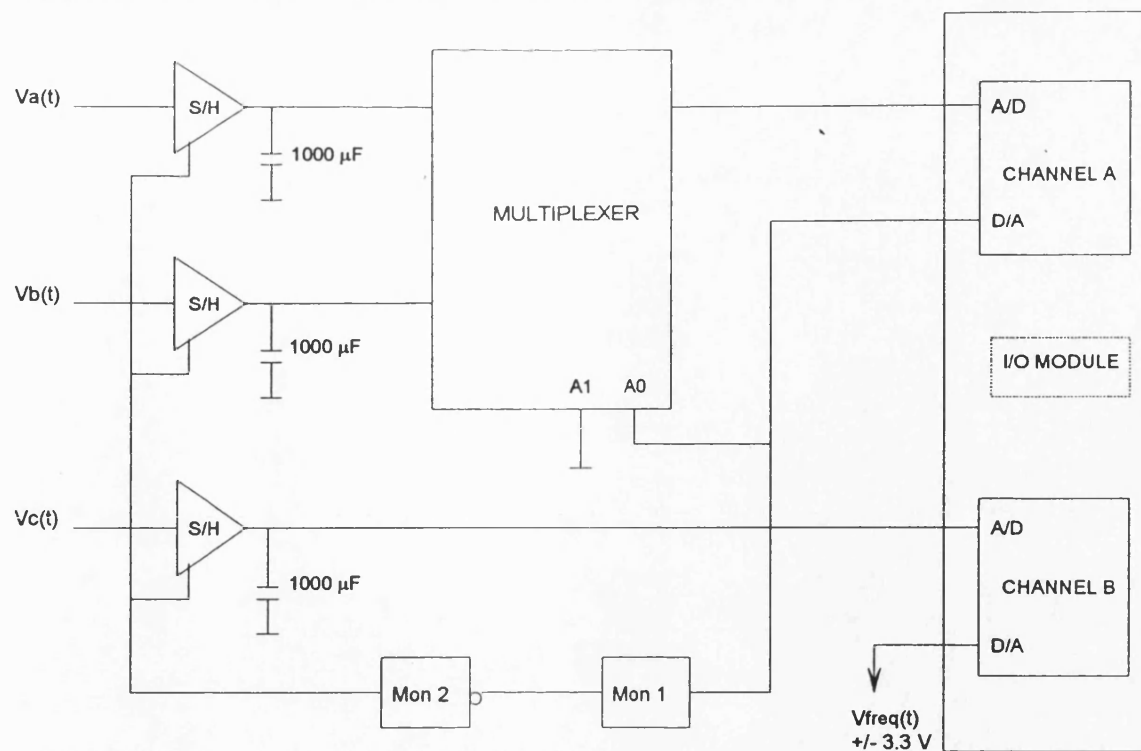 Va(t)
S/H
1000 µF
MULTIPLEXER
A/D
CHANNEL A
D/A
Vb(t)
S/H
1000 µF
I/O MODULE
A1
A0
Vc(t)
S/H
1000 µF
A/D
CHANNEL B
D/A
Mon 2
Mon 1
Vfreq(t)
+/- 3.3 V